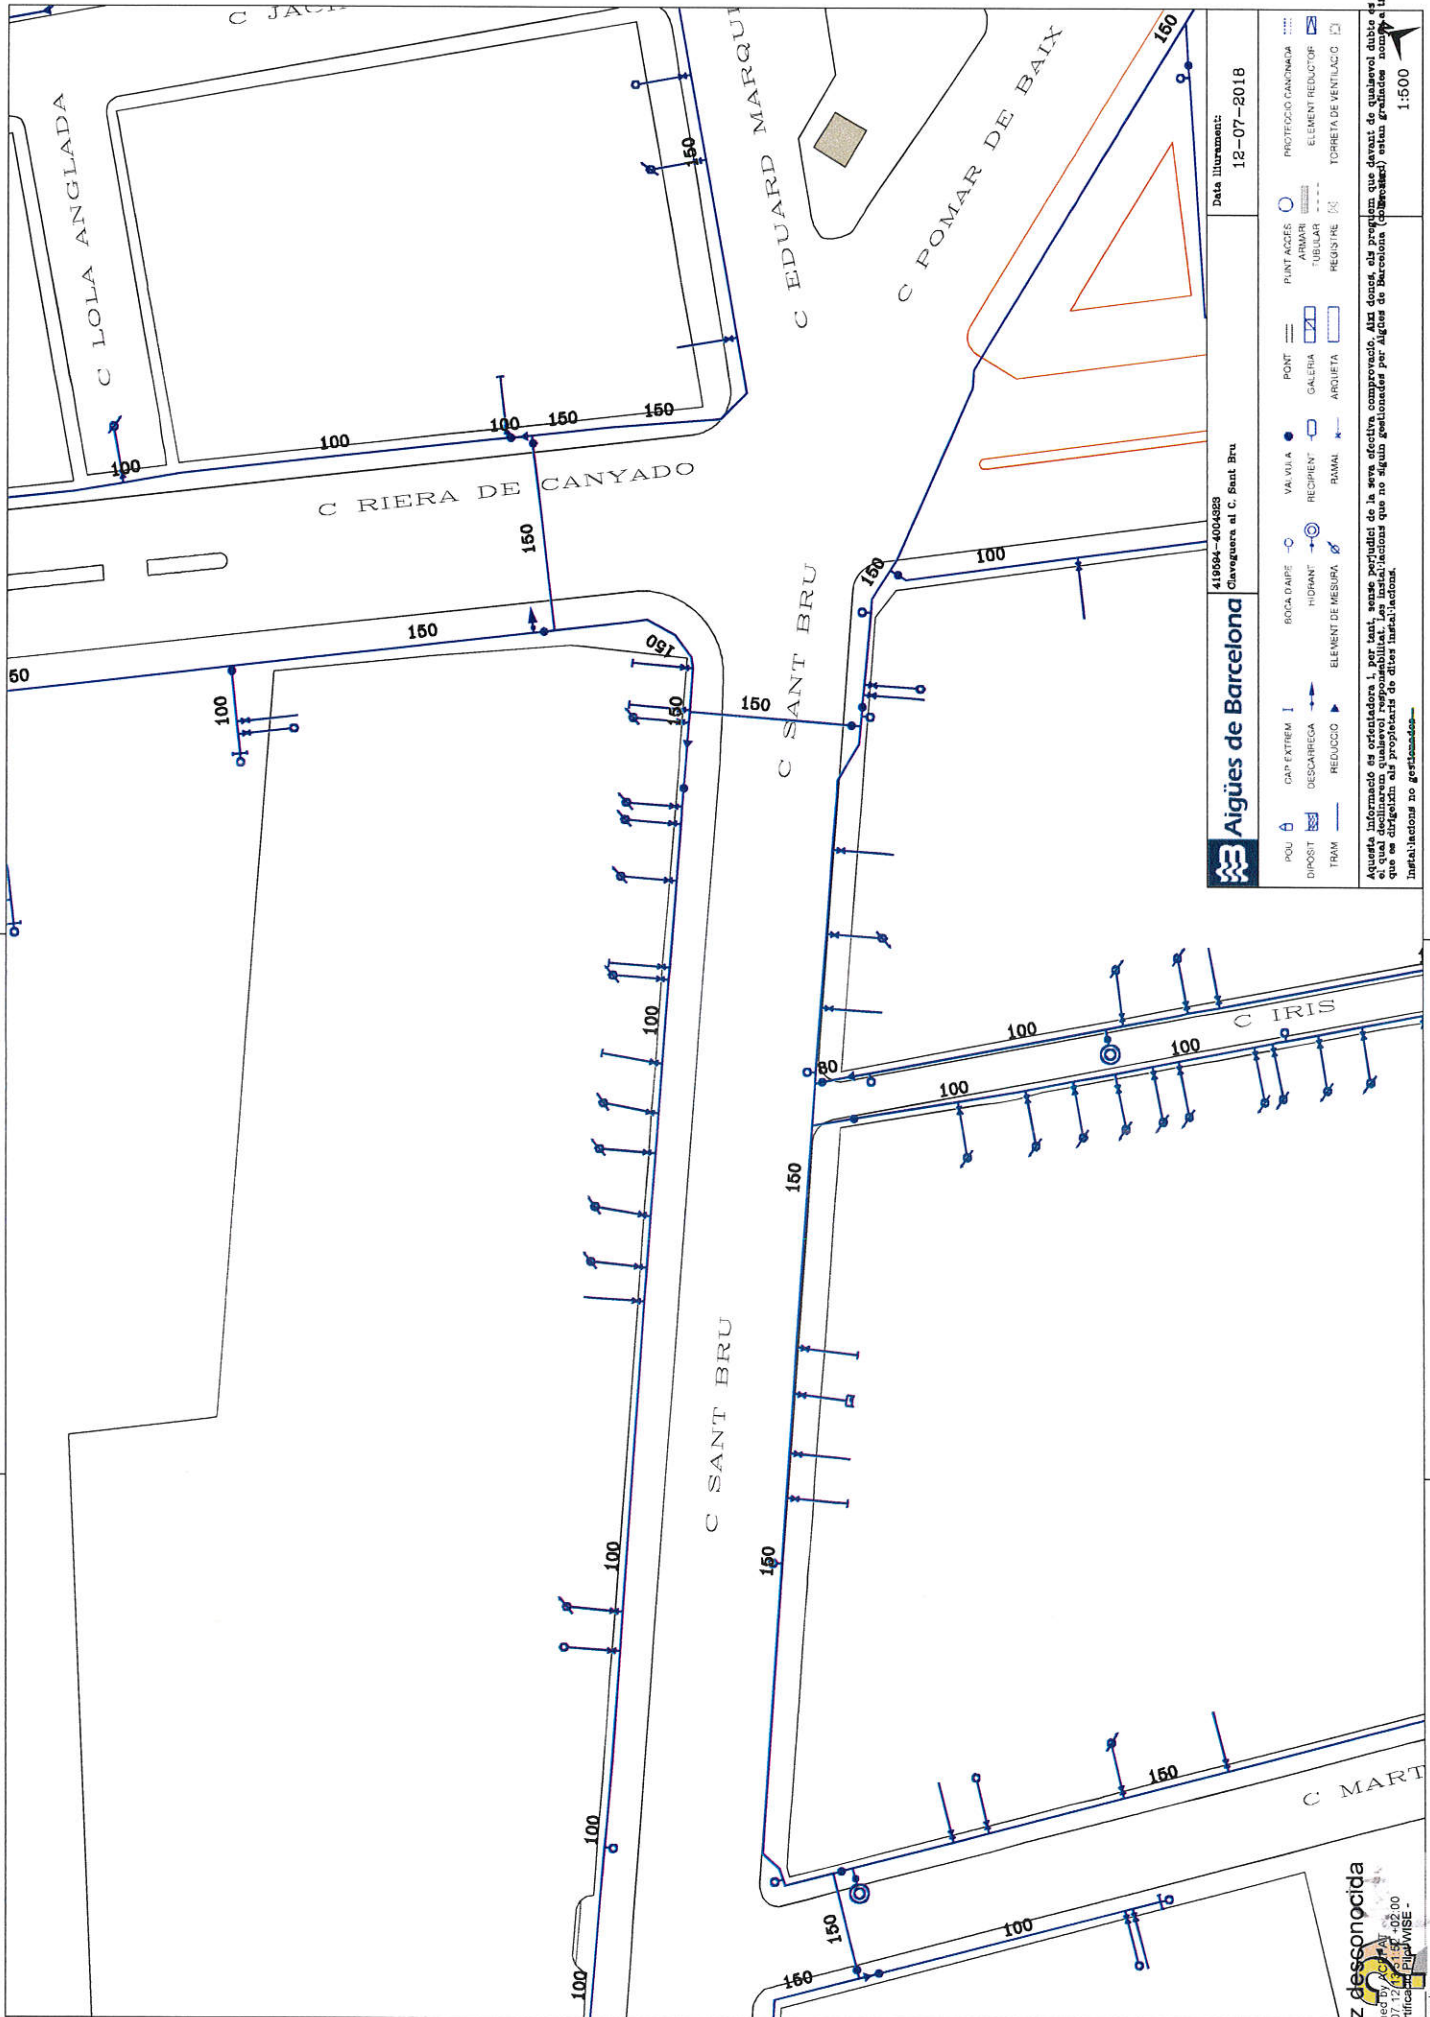 C LOLA ANGLADA
C EDUARD MARQUI
C POMAR DE BAIX
C RIERA DE CANYADO
C SANT BRU
C SANT BRU
C IRIS
C MART
150
150
100
100
100
150
150
150
150
50
100
150
150
150
150
100
100
80
100
100
100
150
100
150
100
150
150
100
150
100
Aigües de Barcelona
Claveguera al C. Sant Bru
Data lliurament:
12-07-2018
POU
CAP EXTREM
BOCA D'AIRE
VALVULA
PONT
PUNT ACCES
PROTECCIO CANONADA
DIPOSIT
DESCARREGA
HIDRANT
RECIPIENT
GALERIA
ARMARI
TUBULAR
ELEMENT REDUCTOR
TRAM
REDUCCIO
ELEMENT DE MESURA
RAMAL
ARQUETA
REGISTRE
TORRETA DE VENTILACIO
Aquesta informació és orientadora i, per tant, sense perjudici de la seva efectiva comprovació. Així doncs, els preguem que davant de qualsevol dubte es
el qual declinarem qualsevol responsabilitat. Les instal·lacions que no siguin gestionades per Aigües de Barcelona
que es dirigeixin als propietaris de dites instal·lacions.
Instal·lacions no gestionades
1:500
z desconocida